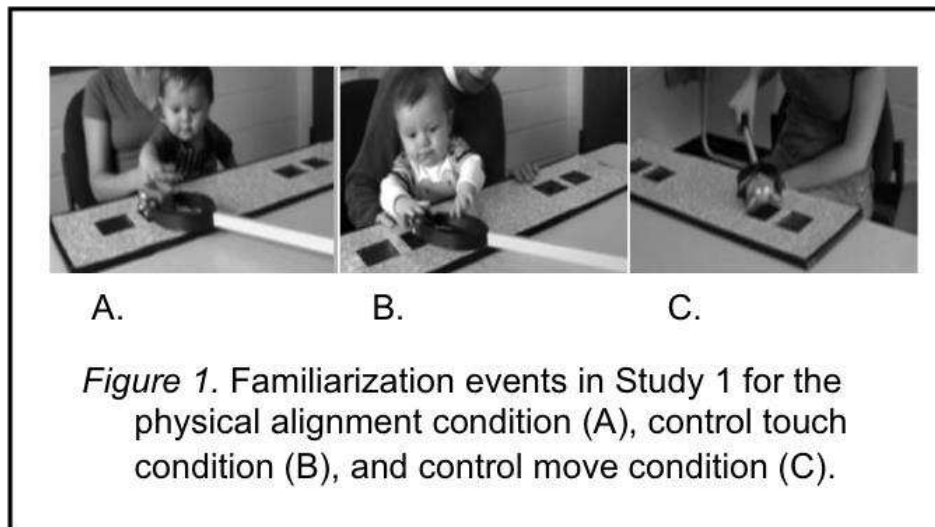 A.
B.
C.
Figure 1. Familiarization events in Study 1 for the
physical alignment condition (A), control touch
condition (B), and control move condition (C).